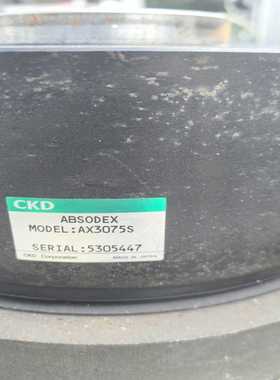 CKD
ABSODEX
MODEL:AX3075S
SERIAL:5305447
CKD Corporation MADE IN JAPAN